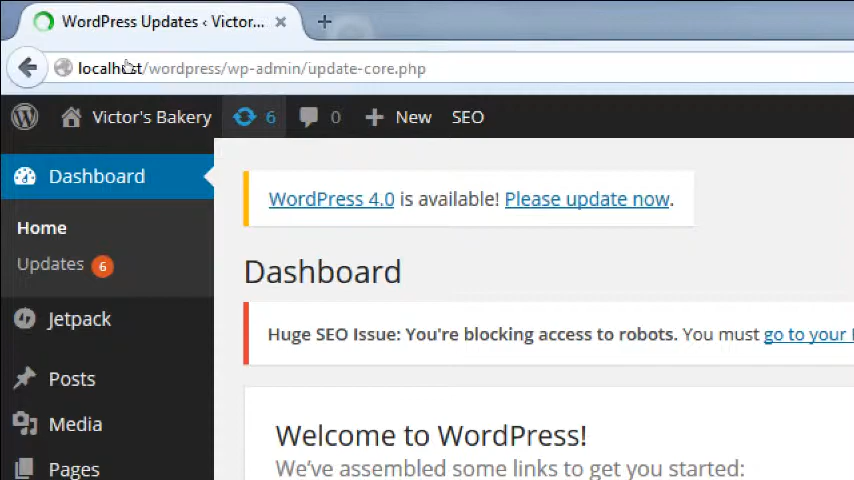 WordPress Updates ‹ Victor...
localhost/wordpress/wp-admin/update-core.php
Victor's Bakery 6 0 New SEO
Dashboard
Home
Updates 6
Jetpack
Posts
Media
Pages
WordPress 4.0 is available! Please update now.
Dashboard
Huge SEO Issue: You're blocking access to robots. You must go to your
Welcome to WordPress!
We've assembled some links to get you started: